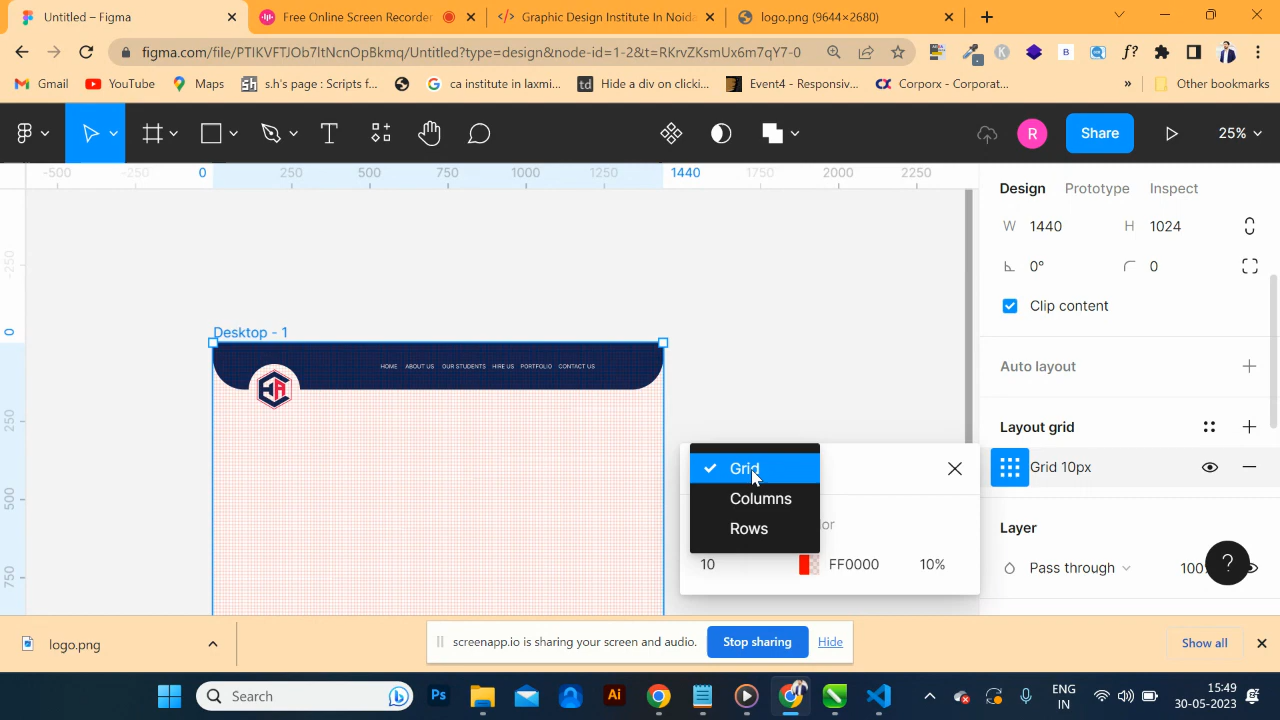 Untitled – Figma
Free Online Screen Recorder
Graphic Design Institute In Noida
logo.png (9644×2680)
figma.com/file/PTIKVFTJOb7ltNcnOpBkmq/Untitled?type=design&node-id=1-2&t=RKrvZKsmUx6m7qY7-0
Gmail
YouTube
Maps
s.h's page : Scripts f...
ca institute in laxmi...
Hide a div on clicki...
Event4 - Responsiv...
Corporx – Corporat...
»
Other bookmarks
Share
25%
-500 -250 0 250 500 750 1000 1250 1440 1750 2000 2250
Design Prototype Inspect
W 1440 H 1024
0° 0
Clip content
-250
0
250
500
750
Desktop – 1
HOME ABOUT US OUR STUDENTS HIRE US PORTFOLIO CONTACT US
Auto layout
Layout grid
Grid 10px
Grid
Columns
Rows
10 FF0000 10%
Layer
Pass through
?
logo.png
screenapp.io is sharing your screen and audio.
Stop sharing
Hide
Show all
Search
Ps
Ai
ENG
IN
15:49
30-05-2023